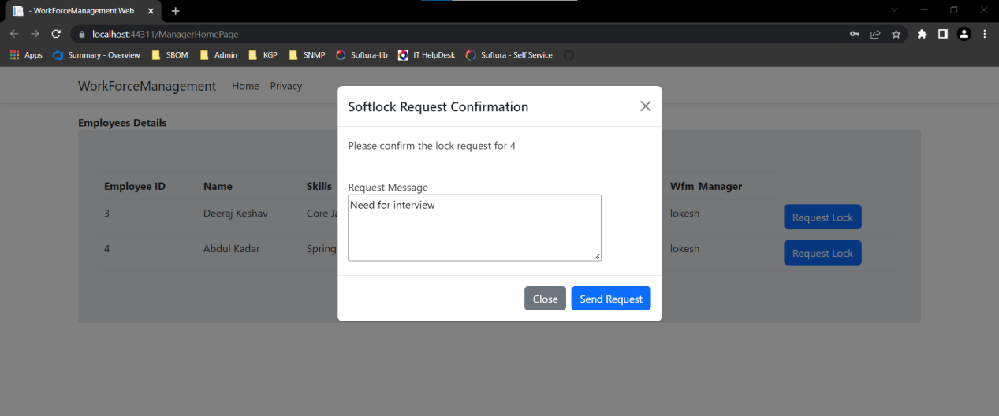 - WorkForceManagement.Web
localhost:44311/ManagerHomePage
Apps Summary - Overview SBOM Admin KGP SNMP Softura-lib IT HelpDesk Softura - Self Service
WorkForceManagement Home Privacy
Softlock Request Confirmation
Employees Details
Please confirm the lock request for 4
Employee ID Name Skills Wfm_Manager
Request Message
Need for interview
3 Deeraj Keshav Core Ja lokesh Request Lock
4 Abdul Kadar Spring lokesh Request Lock
Close Send Request